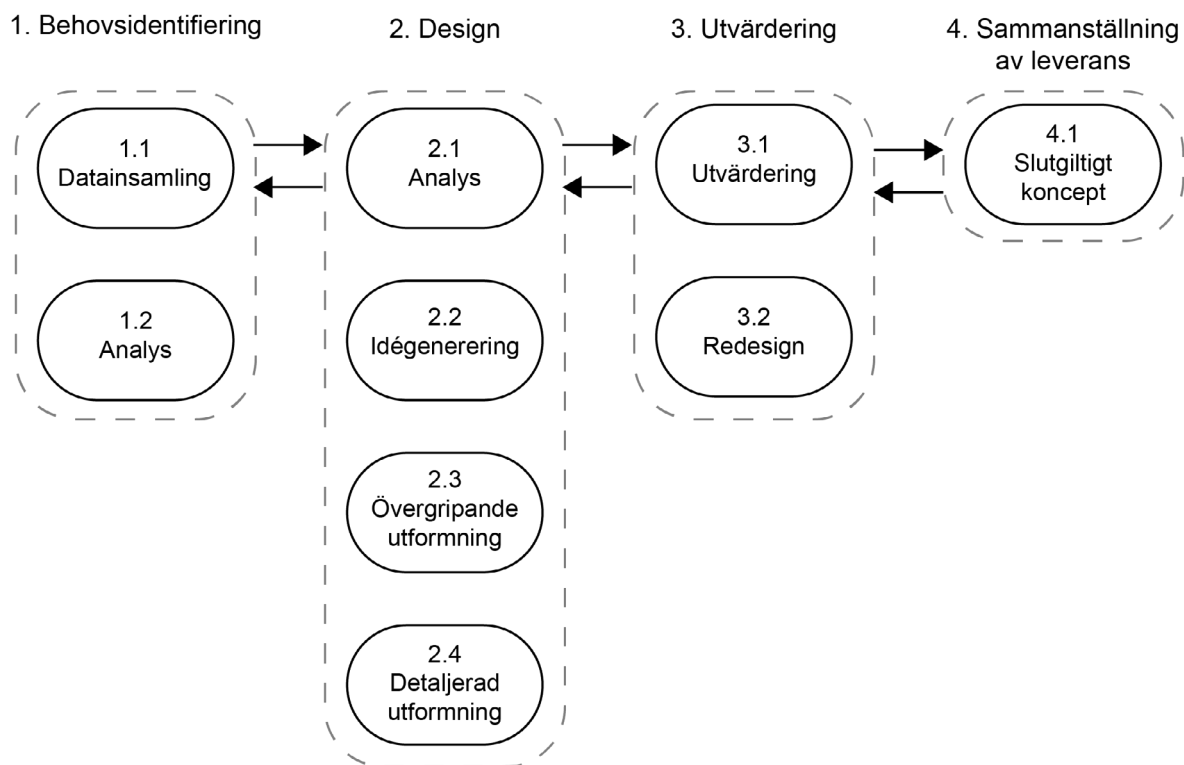 1. Behovsidentifiering
1.1
Datainsamling
1.2
Analys
2. Design
2.1
Analys
2.2
Idégenerering
2.3
Övergripande
utformning
2.4
Detaljerad
utformning
3. Utvärdering
3.1
Utvärdering
3.2
Redesign
4. Sammanställning
av leverans
4.1
Slutgiltigt
koncept